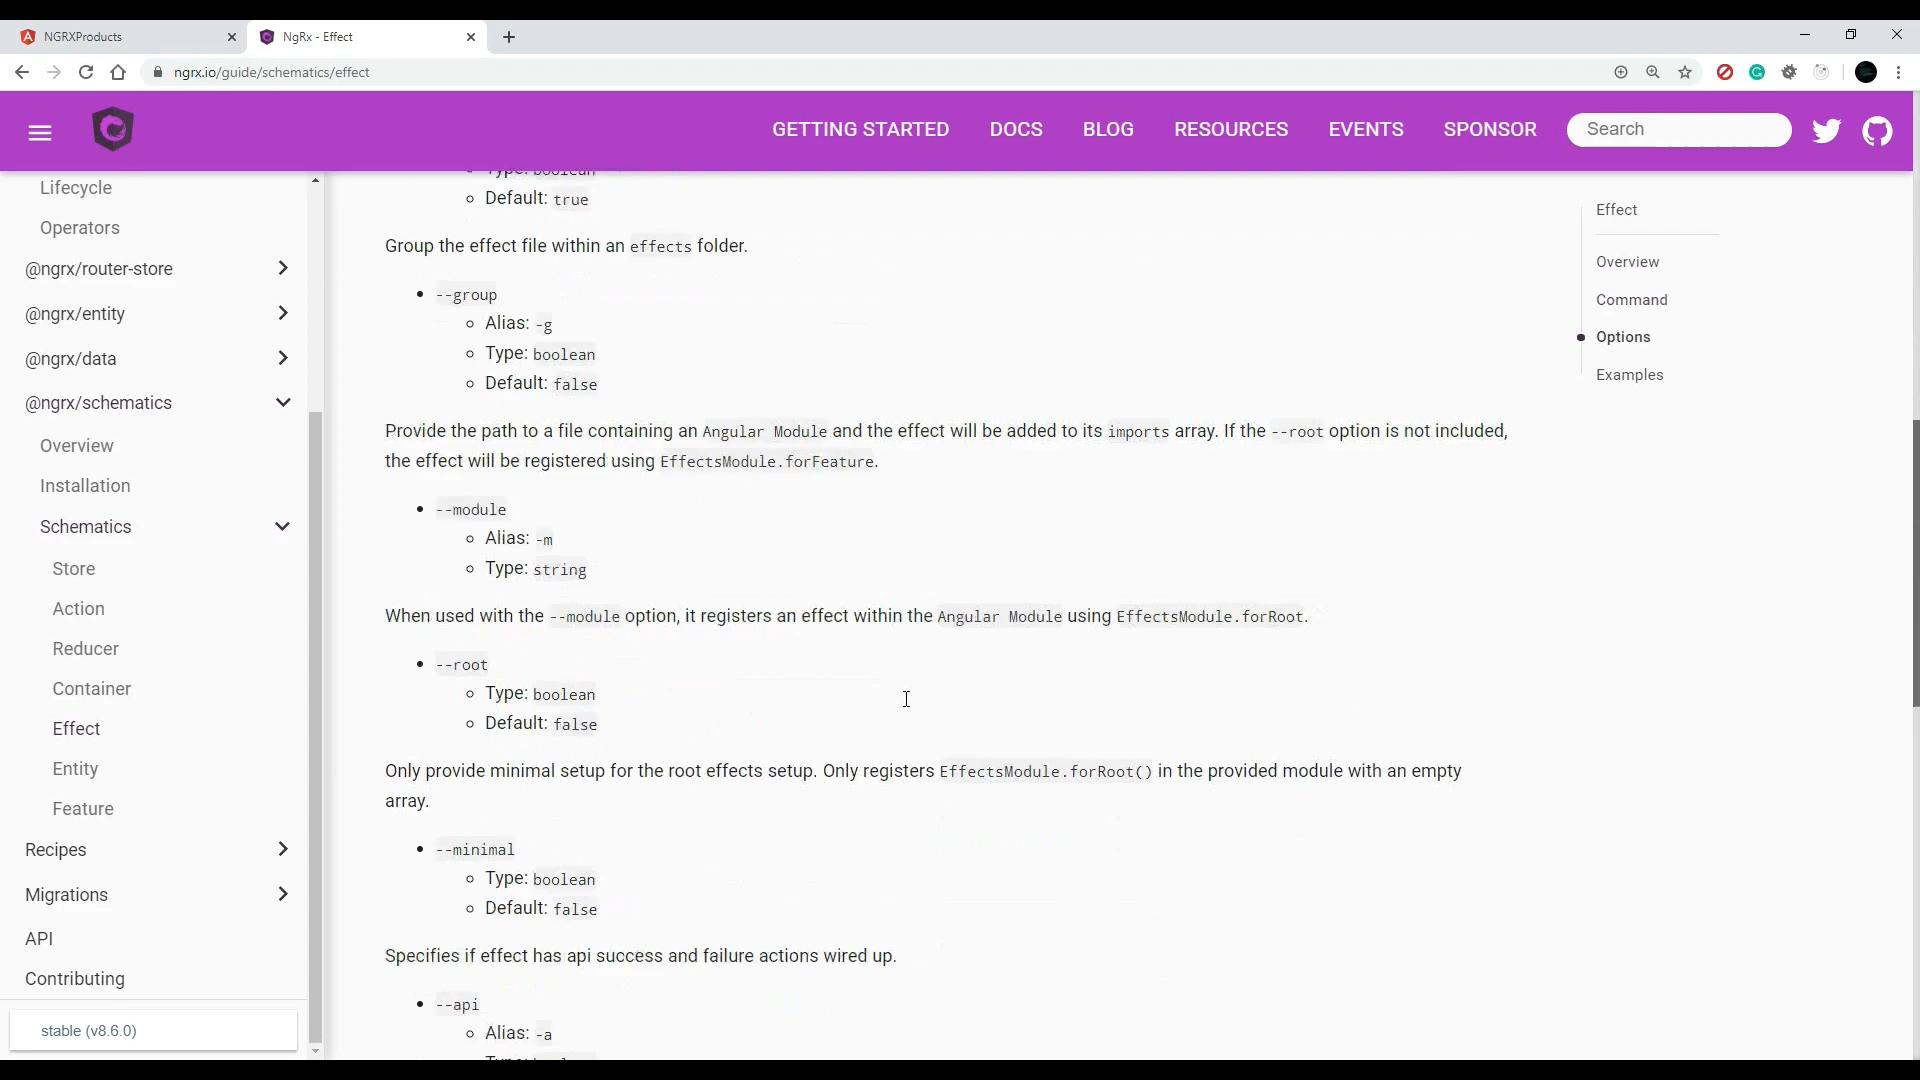 NGRXProducts
NgRx - Effect
ngrx.io/guide/schematics/effect
GETTING STARTED
DOCS
BLOG
RESOURCES
EVENTS
SPONSOR
Search
Lifecycle
Operators
@ngrx/router-store
@ngrx/entity
@ngrx/data
@ngrx/schematics
Overview
Installation
Schematics
Store
Action
Reducer
Container
Effect
Entity
Feature
Recipes
Migrations
API
Contributing
stable (v8.6.0)
Type: boolean
Default: true
Group the effect file within an effects folder.
--group
Alias: -g
Type: boolean
Default: false
Provide the path to a file containing an Angular Module and the effect will be added to its imports array. If the --root option is not included,
the effect will be registered using EffectsModule.forFeature.
--module
Alias: -m
Type: string
When used with the --module option, it registers an effect within the Angular Module using EffectsModule.forRoot.
--root
Type: boolean
Default: false
Only provide minimal setup for the root effects setup. Only registers EffectsModule.forRoot() in the provided module with an empty
array.
--minimal
Type: boolean
Default: false
Specifies if effect has api success and failure actions wired up.
--api
Alias: -a
Type: boolean
Effect
Overview
Command
Options
Examples